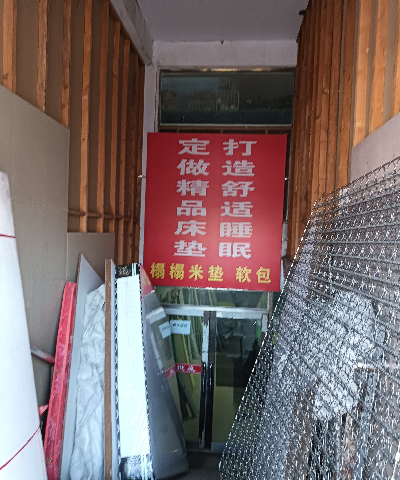 定做精品床垫
打造舒适睡眠
榻榻米垫 软包